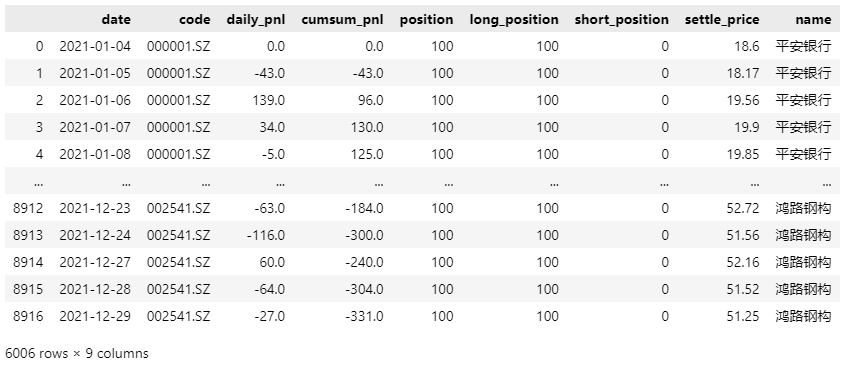 date code daily_pnl cumsum_pnl position long_position short_position settle_price name
0 2021-01-04 000001.SZ 0.0 0.0 100 100 0 18.6 平安银行
1 2021-01-05 000001.SZ -43.0 -43.0 100 100 0 18.17 平安银行
2 2021-01-06 000001.SZ 139.0 96.0 100 100 0 19.56 平安银行
3 2021-01-07 000001.SZ 34.0 130.0 100 100 0 19.9 平安银行
4 2021-01-08 000001.SZ -5.0 125.0 100 100 0 19.85 平安银行
... ... ... ... ... ... ... ... ... ...
8912 2021-12-23 002541.SZ -63.0 -184.0 100 100 0 52.72 鸿路钢构
8913 2021-12-24 002541.SZ -116.0 -300.0 100 100 0 51.56 鸿路钢构
8914 2021-12-27 002541.SZ 60.0 -240.0 100 100 0 52.16 鸿路钢构
8915 2021-12-28 002541.SZ -64.0 -304.0 100 100 0 51.52 鸿路钢构
8916 2021-12-29 002541.SZ -27.0 -331.0 100 100 0 51.25 鸿路钢构
6006 rows × 9 columns